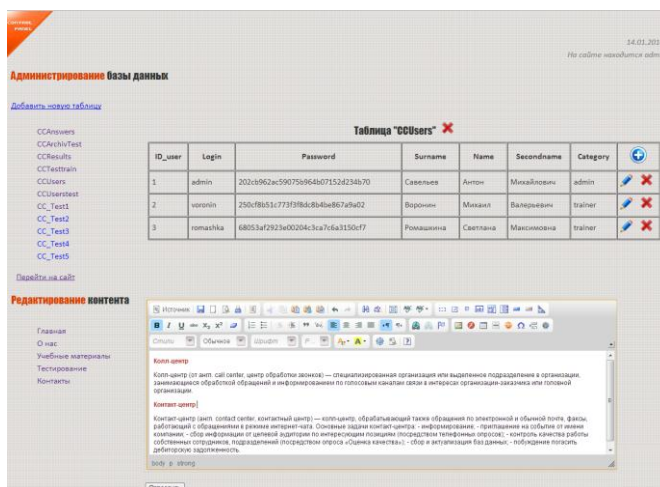 14.01.201
На сайте находится adm
Администрирование базы данных
Добавить новую таблицу
Таблица "CCUsers"
CCAnswers
CCArchivTest
CCResults
CCTesttrain
CCUsers
CCUserstest
CC_Test1
CC_Test2
CC_Test3
CC_Test4
CC_Test5
ID_user Login Password Surname Name Secondname Category
1 admin 202cb962ac59075b964b07152d234b70 Савельев Антон Михайлович admin
2 voronin 250cf8b51c773f3f8dc8b4be867a9a02 Воронин Михаил Валерьевич trainer
3 romashka 68053af2923e00204c3ca7c6a3150cf7 Ромашкина Светлана Максимовна trainer
Перейти на сайт
Редактирование контента
Главная
О нас
Учебные материалы
Тестирование
Контакты
Источник
Стили Обычное Шрифт Р
Колл-центр
Колл-центр (от англ. call center, центр обработки звонков) — специализированная организация или выделенное подразделение в организации,
занимающиеся обработкой обращений и информированием по голосовым каналам связи в интересах организации-заказчика или головной
организации.
Контакт-центр
Контакт-центр (англ. contact center, контактный центр) — колл-центр, обрабатывающий также обращения по электронной и обычной почте, факсы,
работающий с обращениями в режиме интернет-чата. Основные задачи контакт-центра: - информирование; - приглашение на событие от имени
компании; - сбор информации от целевой аудитории по интересующим позициям (посредством телефонных опросов); - контроль качества работы
собственных сотрудников, подразделений (посредством опроса «Оценка качества»); - сбор и актуализация баз данных; - побуждение погасить
дебиторскую задолженность.
body p strong